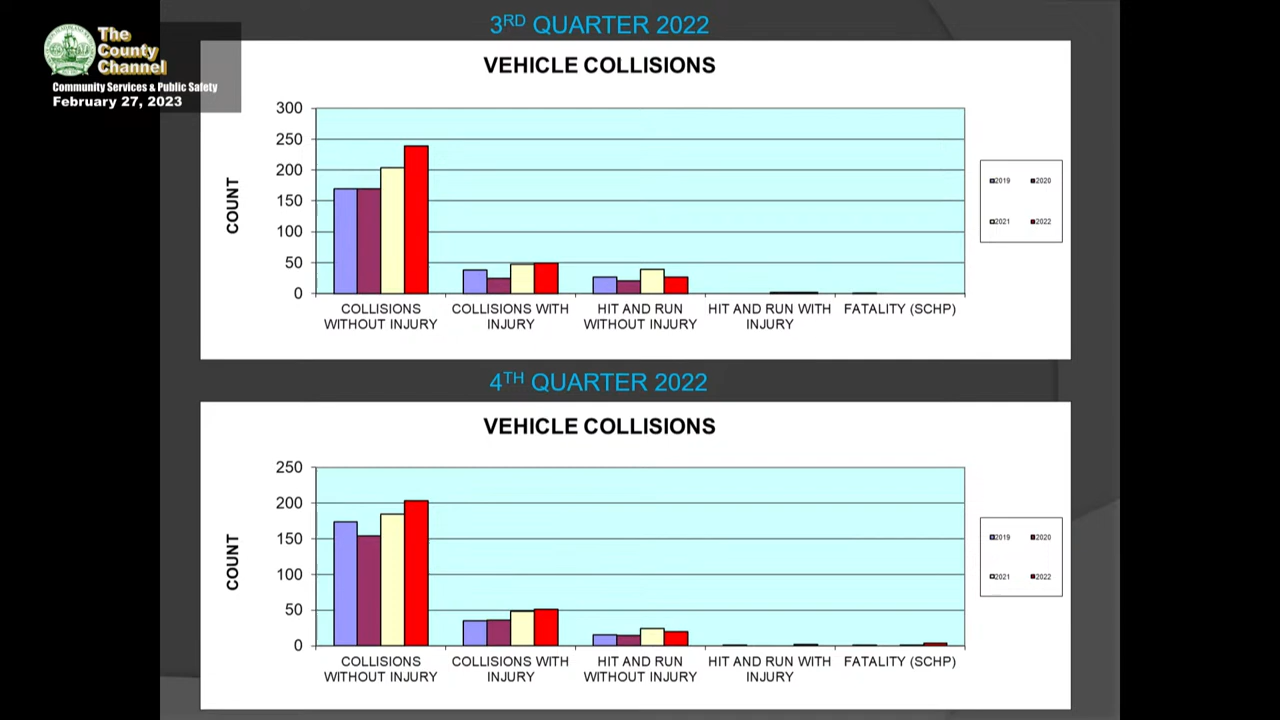 The
County
Channel
Community Services & Public Safety
February 27, 2023
3RD QUARTER 2022
VEHICLE COLLISIONS
COUNT
300
250
200
150
100
50
0
COLLISIONS WITHOUT INJURY
COLLISIONS WITH INJURY
HIT AND RUN WITHOUT INJURY
HIT AND RUN WITH INJURY
FATALITY (SCHP)
2019 2020
2021 2022
4TH QUARTER 2022
VEHICLE COLLISIONS
COUNT
250
200
150
100
50
0
COLLISIONS WITHOUT INJURY
COLLISIONS WITH INJURY
HIT AND RUN WITHOUT INJURY
HIT AND RUN WITH INJURY
FATALITY (SCHP)
2019 2020
2021 2022